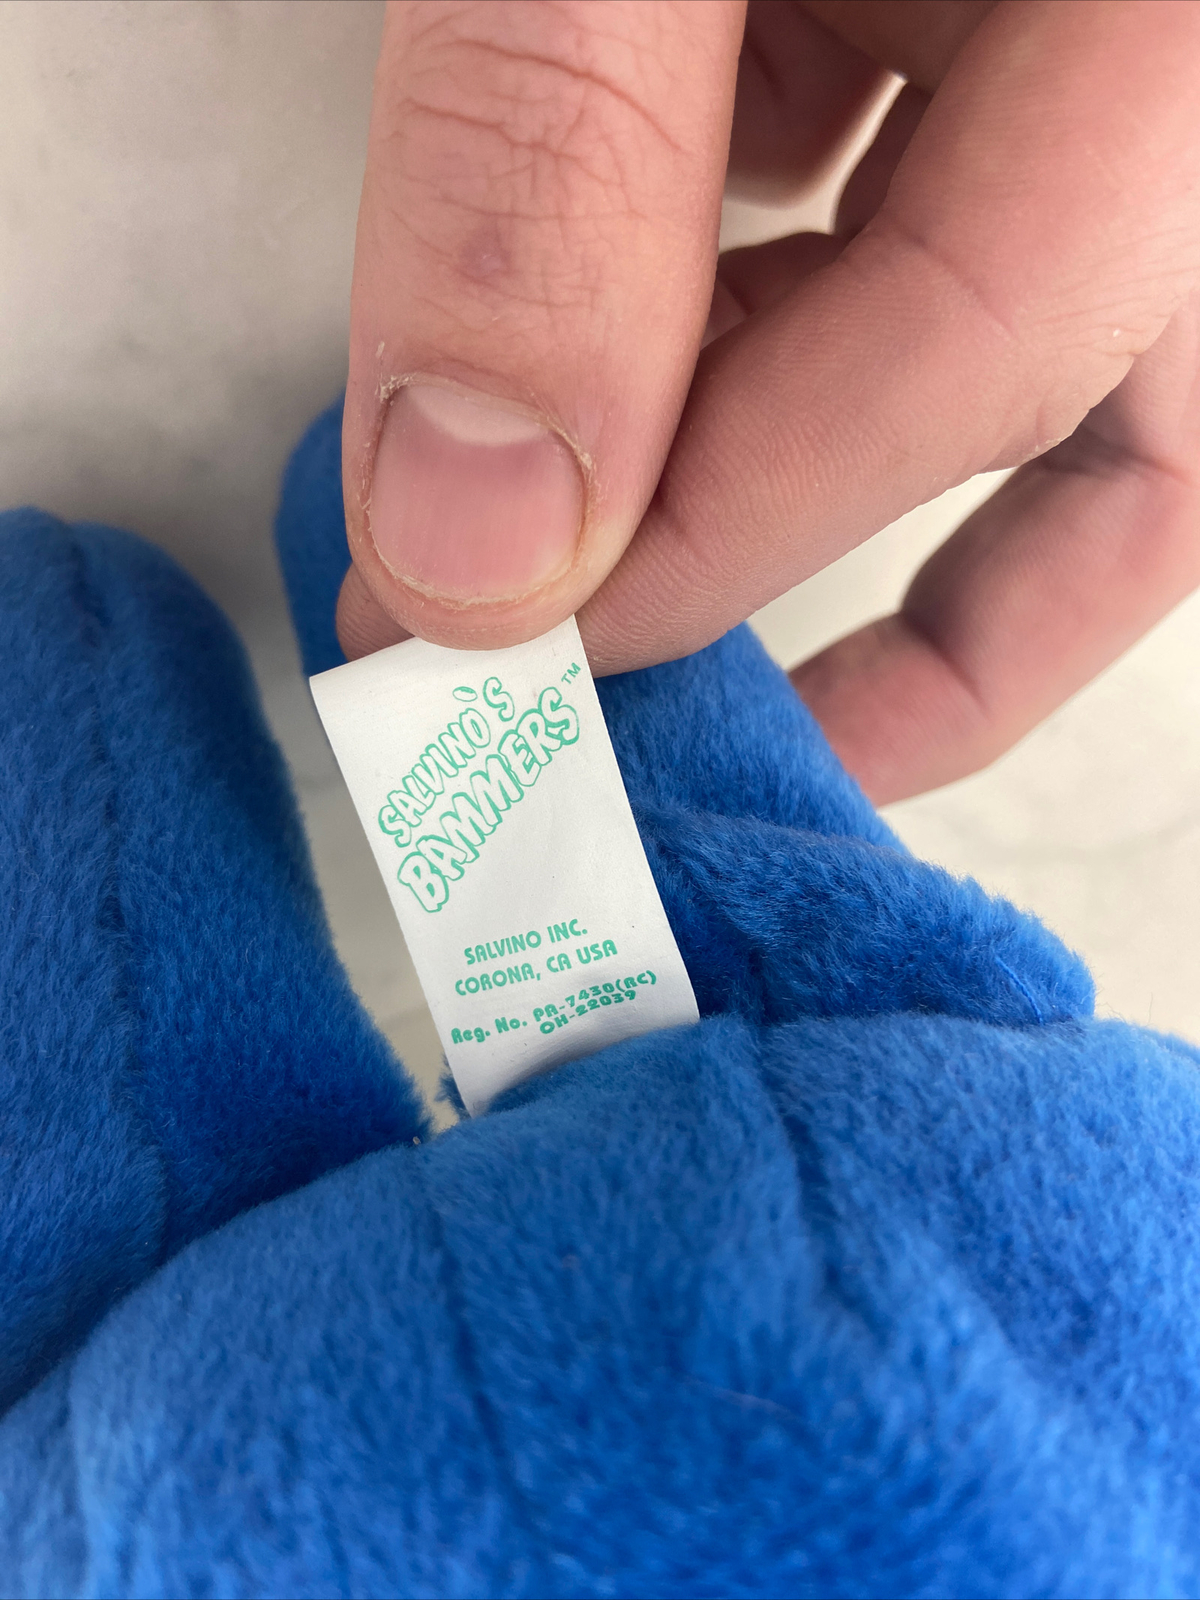 SALVINO'S
BAMMERS™
SALVINO INC.
CORONA, CA USA
Reg. No. PA-7430(RC)
OH-22039